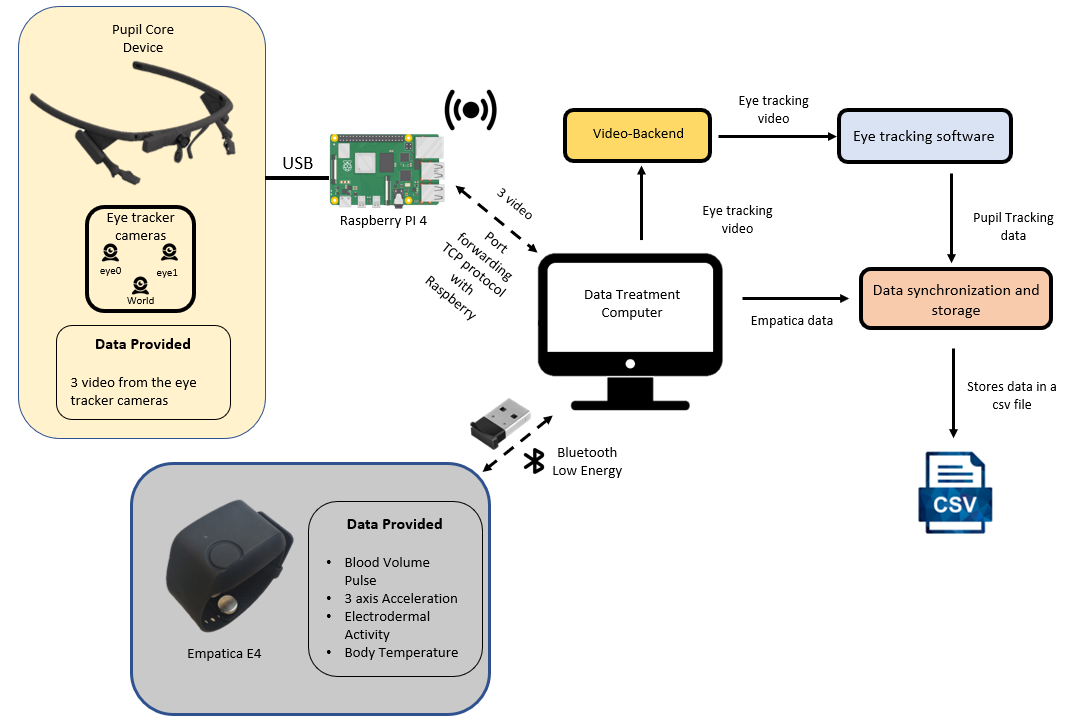 Pupil Core
Device
USB
Raspberry PI 4
Eye tracker
cameras
eye0
eye1
World
Data Provided
3 video from the eye
tracker cameras
3 video
Port
forwarding
TCP protocol
with
Raspberry
Video-Backend
Eye tracking
video
Eye tracking software
Eye tracking
video
Pupil Tracking
data
Data Treatment
Computer
Empatica data
Data synchronization and
storage
Stores data in a
csv file
CSV
Bluetooth
Low Energy
Empatica E4
Data Provided
• Blood Volume
Pulse
• 3 axis Acceleration
• Electrodermal
Activity
• Body Temperature